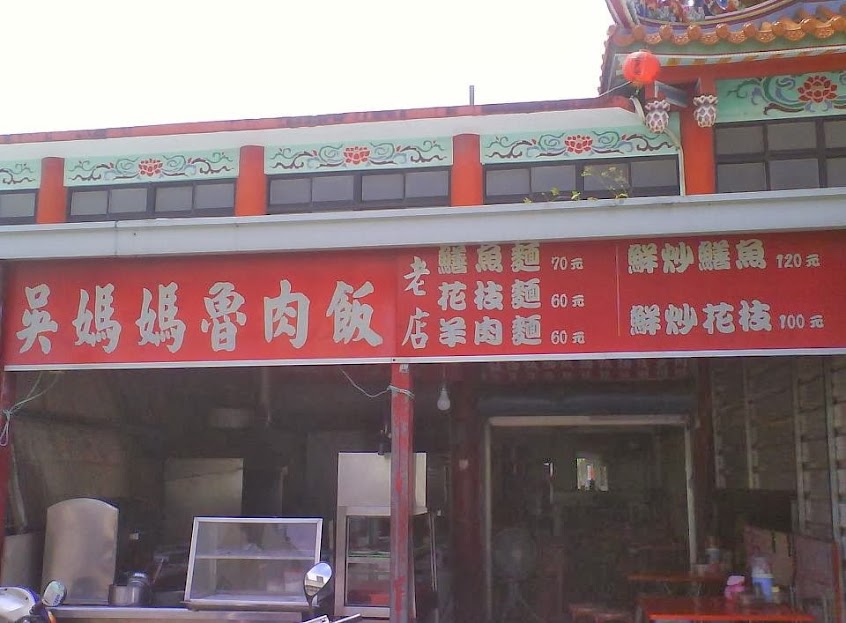 吳媽媽魯肉飯
老店
鱔魚麵 70元
花枝麵 60元
羊肉麵 60元
鮮炒鱔魚 120元
鮮炒花枝 100元